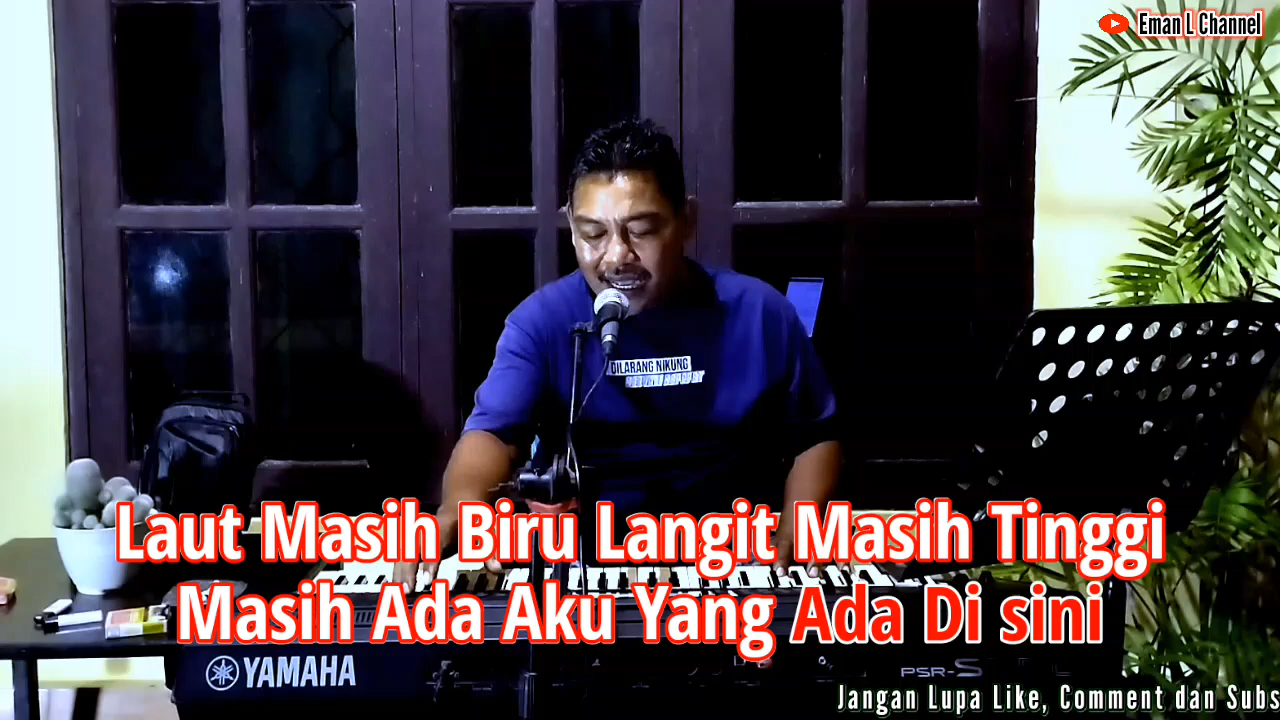 Eman L Channel
DILARANG NIKUNG
Laut Masih Biru Langit Masih Tinggi
Masih Ada Aku Yang Ada Di sini
YAMAHA
PSR-S
Jangan Lupa Like, Comment dan Subs